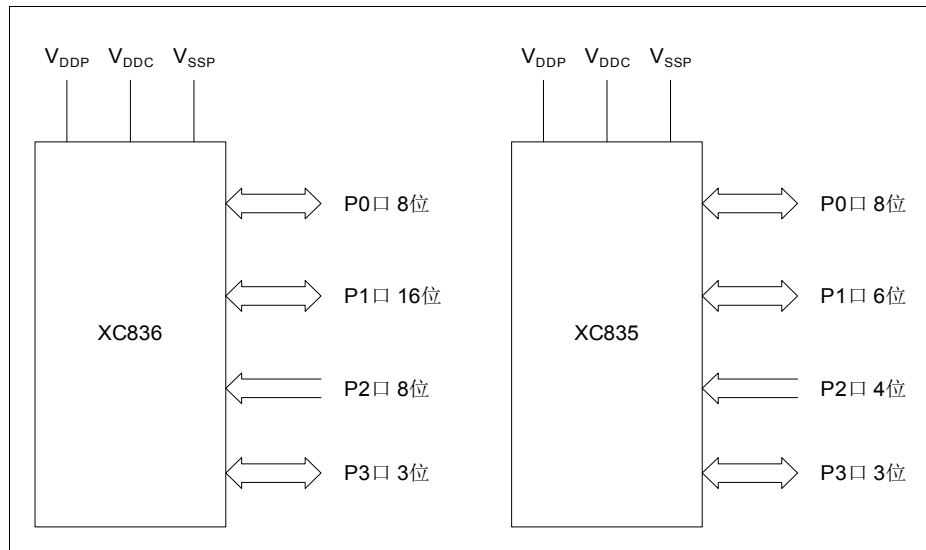 VDDP VDDC VSSP
XC836
P0口 8位
P1口 16位
P2口 8位
P3口 3位
VDDP VDDC VSSP
XC835
P0口 8位
P1口 6位
P2口 4位
P3口 3位